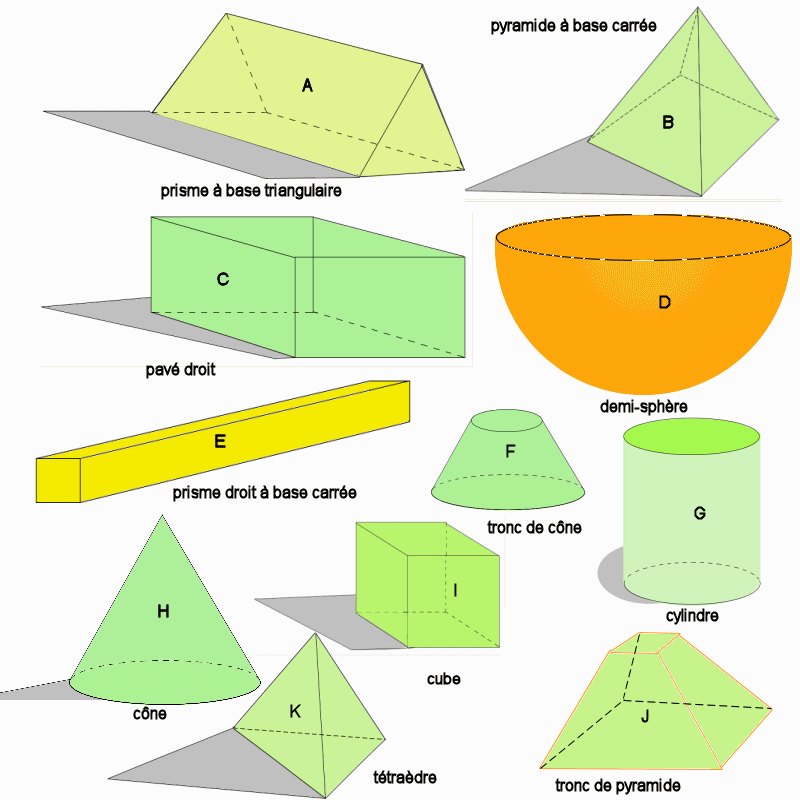 pyramide à base carrée
A
B
prisme à base triangulaire
C
D
pavé droit
demi-sphère
E
F
prisme droit à base carrée
G
tronc de cône
H
I
cylindre
cube
côné
K
J
tétraèdre
tronc de pyramide